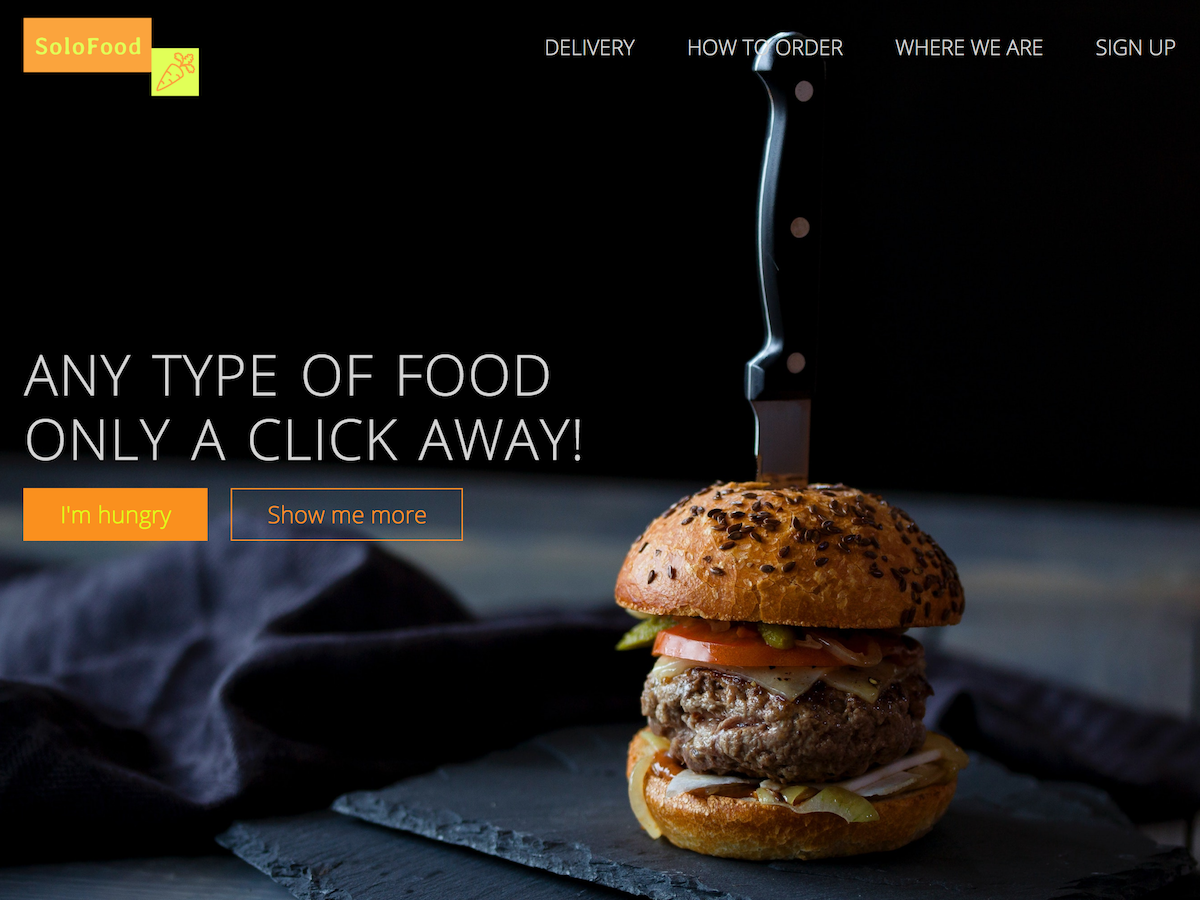 SoloFood
DELIVERY
HOW TO ORDER
WHERE WE ARE
SIGN UP
ANY TYPE OF FOOD
ONLY A CLICK AWAY!
I'm hungry
Show me more